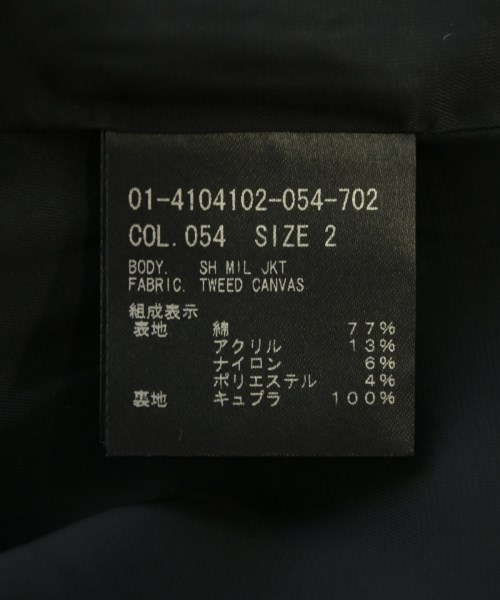 01-4104102-054-702
COL.054 SIZE 2
BODY. SH MIL JKT
FABRIC. TWEED CANVAS
組成表示
表地 綿 77%
アクリル 13%
ナイロン 6%
ポリエステル 4%
裏地 キュプラ 100%